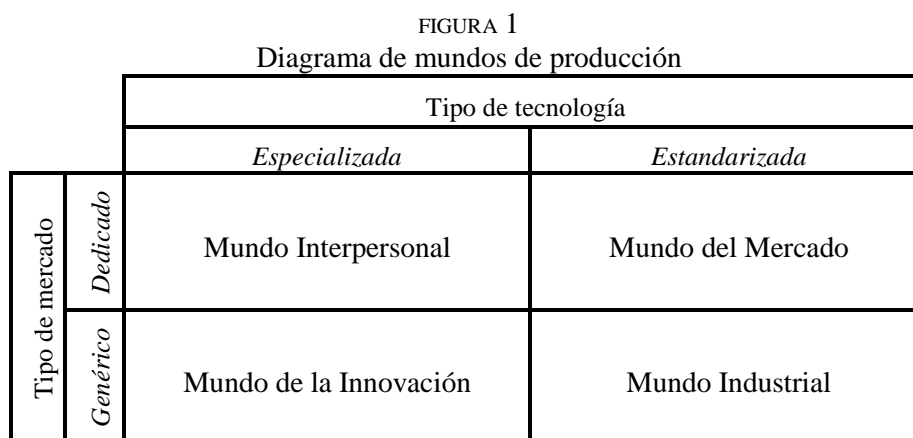 FIGURA 1
Diagrama de mundos de producción
Tipo de tecnología
Especializada
Estandarizada
Tipo de mercado
Dedicado
Mundo Interpersonal
Mundo del Mercado
Genérico
Mundo de la Innovación
Mundo Industrial